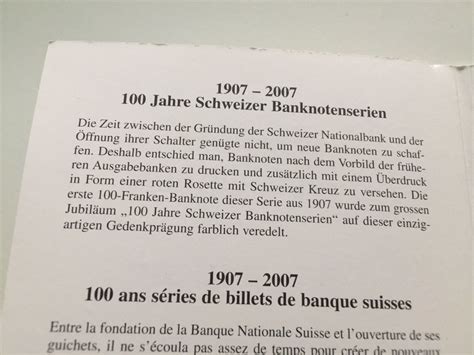 1907 – 2007
100 Jahre Schweizer Banknotenserien
Die Zeit zwischen der Gründung der Schweizer Nationalbank und der
Öffnung ihrer Schalter genügte nicht, um neue Banknoten zu schaf-
fen. Deshalb entschied man, Banknoten nach dem Vorbild der frühe-
ren Ausgabebanken zu drucken und zusätzlich mit einem Überdruck
in Form einer roten Rosette mit Schweizer Kreuz zu versehen. Die
erste 100-Franken-Banknote dieser Serie aus 1907 wurde zum grossen
Jubiläum „100 Jahre Schweizer Banknotenserien" auf dieser einzig-
artigen Gedenkprägung farblich veredelt.
1907 – 2007
100 ans séries de billets de banque suisses
Entre la fondation de la Banque Nationale Suisse et l'ouverture de ses
guichets, il ne s'écoula pas assez de temps pour créer de nouveaux